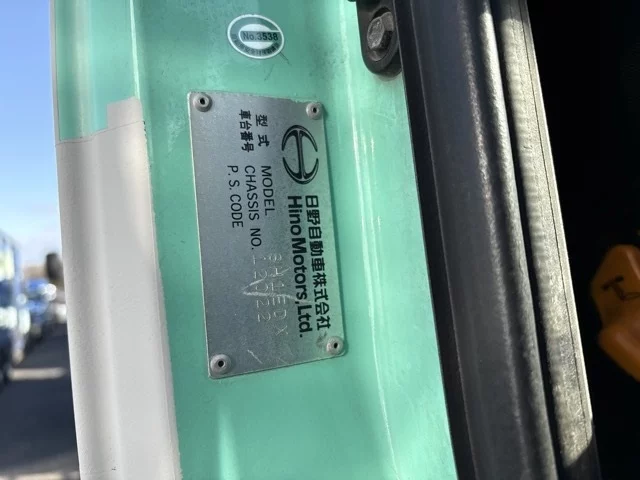 No.3538
日野自動車株式会社
HinoMotors,Ltd.
型式 MODEL
車台番号 CHASSIS NO.
P.S.CODE